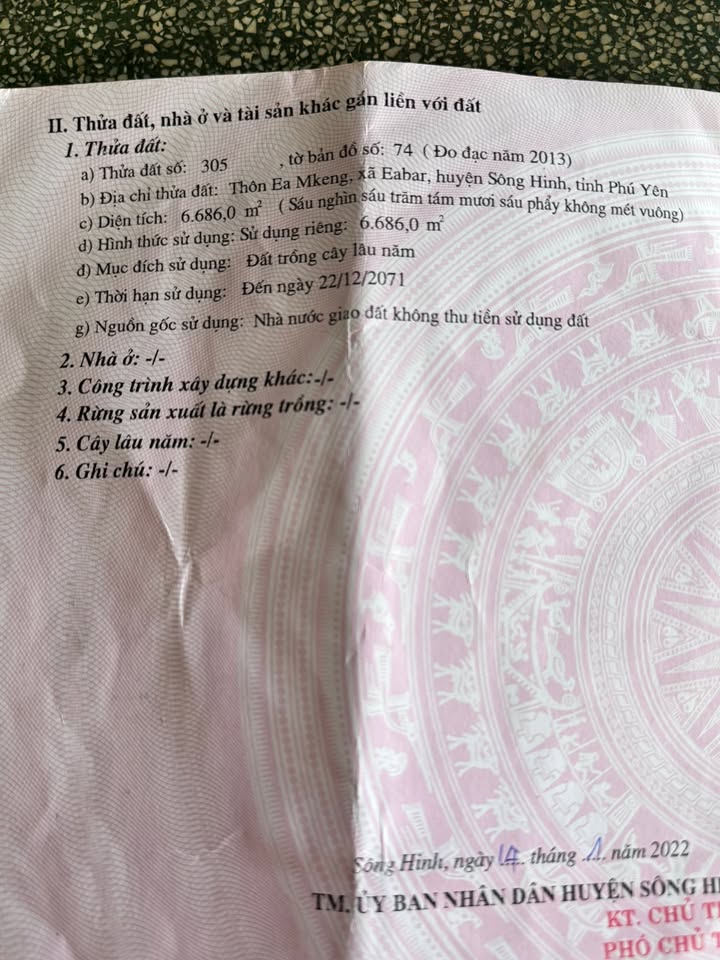 II. Thửa đất, nhà ở và tài sản khác gắn liền với đất
1. Thửa đất:
a) Thửa đất số: 305 , tờ bản đồ số: 74 ( Đo đạc năm 2013)
b) Địa chỉ thửa đất: Thôn Ea Mkeng, xã Eabar, huyện Sông Hinh, tỉnh Phú Yên
c) Diện tích: 6.686,0 m² ( Sáu nghìn sáu trăm tám mươi sáu phẩy không mét vuông)
d) Hình thức sử dụng: Sử dụng riêng: 6.686,0 m²
đ) Mục đích sử dụng: Đất trồng cây lâu năm
e) Thời hạn sử dụng: Đến ngày 22/12/2071
g) Nguồn gốc sử dụng: Nhà nước giao đất không thu tiền sử dụng đất
2. Nhà ở: -/-
3. Công trình xây dựng khác:-/-
4. Rừng sản xuất là rừng trồng: -/-
5. Cây lâu năm: -/-
6. Ghi chú: -/-
Sông Hinh, ngày 14 tháng 1 năm 2022
TM. ỦY BAN NHÂN DÂN HUYỆN SÔNG HI
KT. CHỦ T
PHÓ CHỦ T